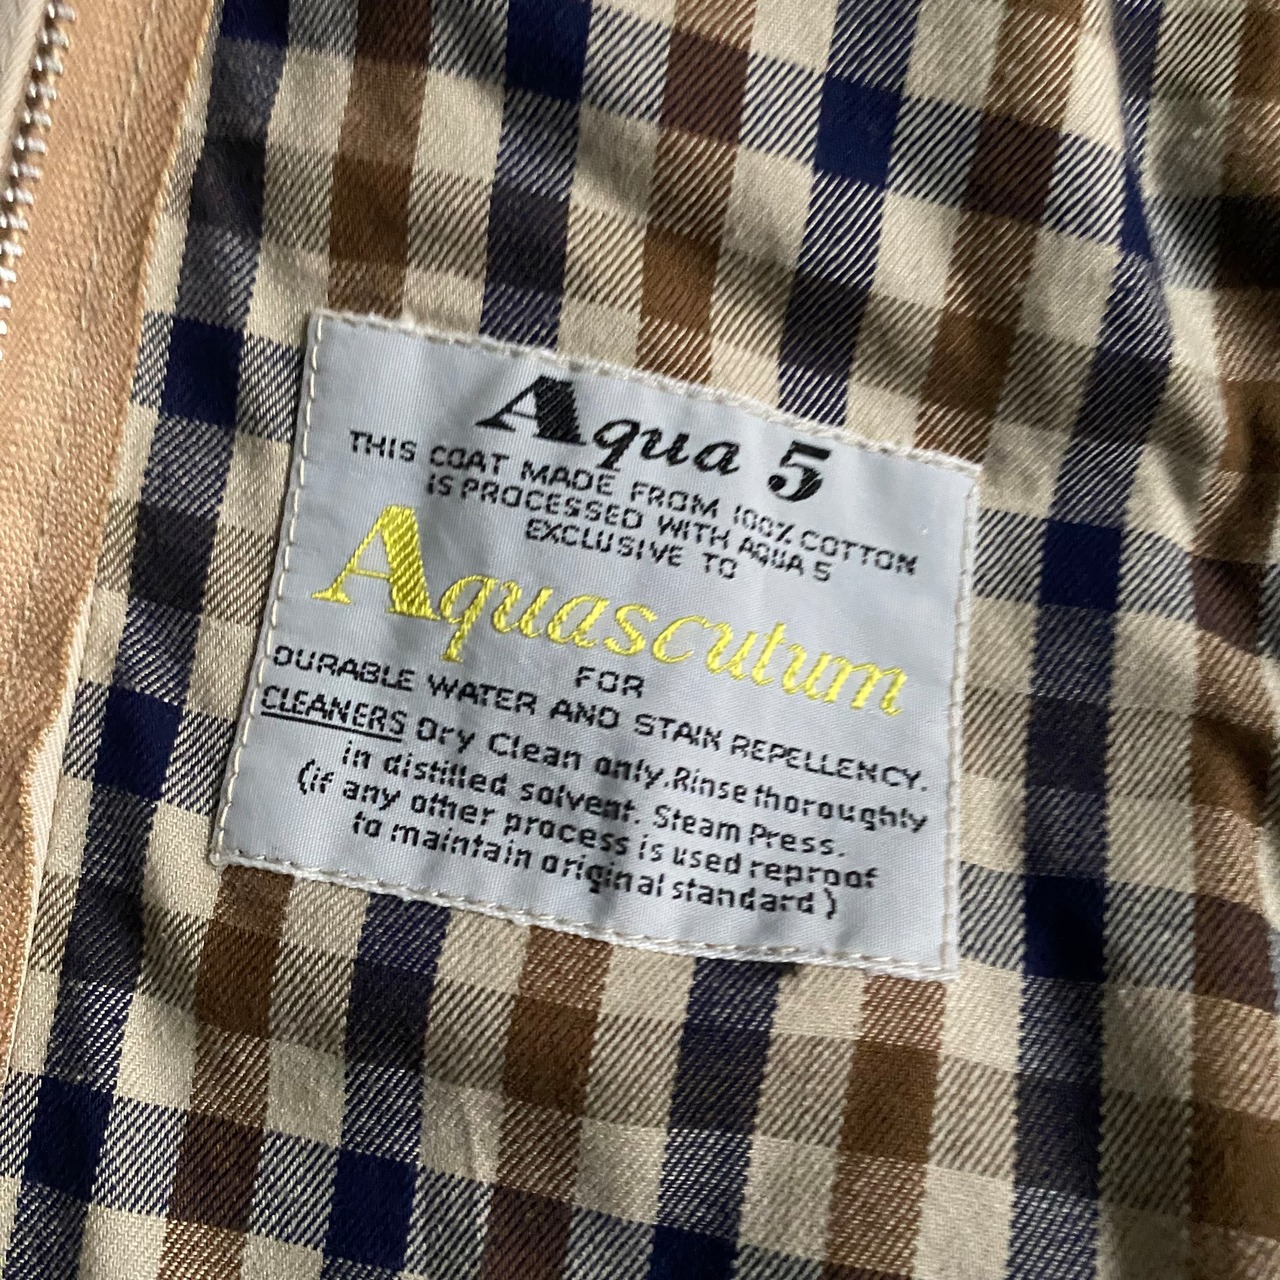 Aqua 5
THIS COAT MADE FROM 100% COTTON
IS PROCESSED WITH AQUA 5
EXCLUSIVE TO
Aquascutum
FOR
DURABLE WATER AND STAIN REPELLENCY.
CLEANERS Dry Clean only. Rinse thoroughly
in distilled solvent. Steam Press.
(if any other process is used reproof
to maintain original standard)